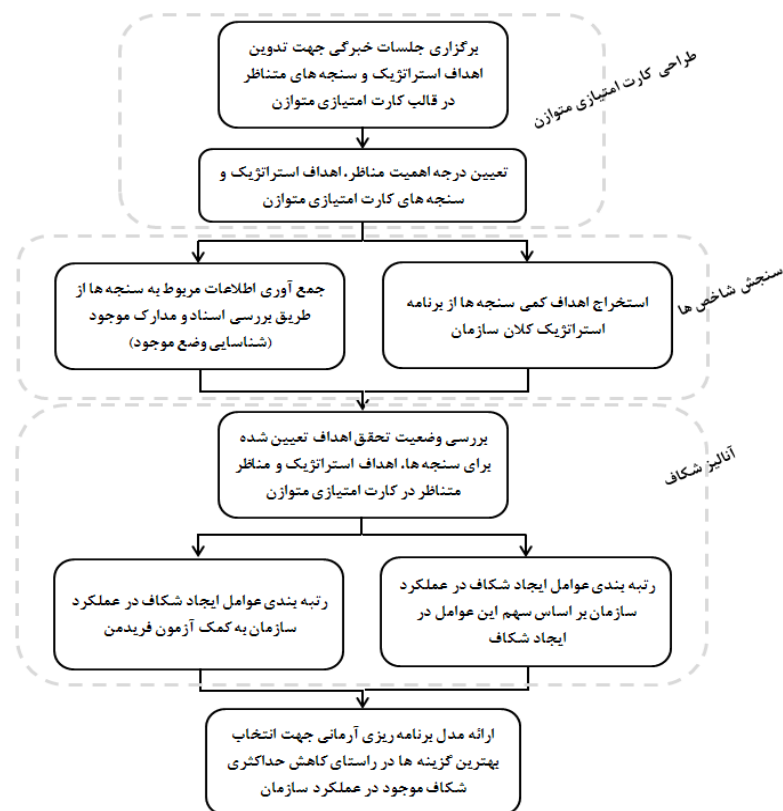 برگزاری جلسات خبرگی جهت تدوین
اهداف استراتژیک و سنجه های متناظر
در قالب کارت امتیازی متوازن
طراحی کارت امتیازی متوازن
تعیین درجه اهمیت مناظر، اهداف استراتژیک و
سنجه های کارت امتیازی متوازن
سنجش شاخص ها
استخراج اهداف کمی سنجه ها از برنامه
استراتژیک کلان سازمان
جمع آوری اطلاعات مربوط به سنجه ها از
طریق بررسی اسناد و مدارک موجود
(شناسایی وضع موجود)
بررسی وضعیت تحقق اهداف تعیین شده
برای سنجه ها، اهداف استراتژیک و مناظر
متناظر در کارت امتیازی متوازن
آنالیز شکاف
رتبه بندی عوامل ایجاد شکاف در عملکرد
سازمان بر اساس سهم این عوامل در
ایجاد شکاف
رتبه بندی عوامل ایجاد شکاف در عملکرد
سازمان به کمک آزمون فریدمن
ارائه مدل برنامه ریزی آرمانی جهت انتخاب
بهترین گزینه ها در راستای کاهش حداکثری
شکاف موجود در عملکرد سازمان